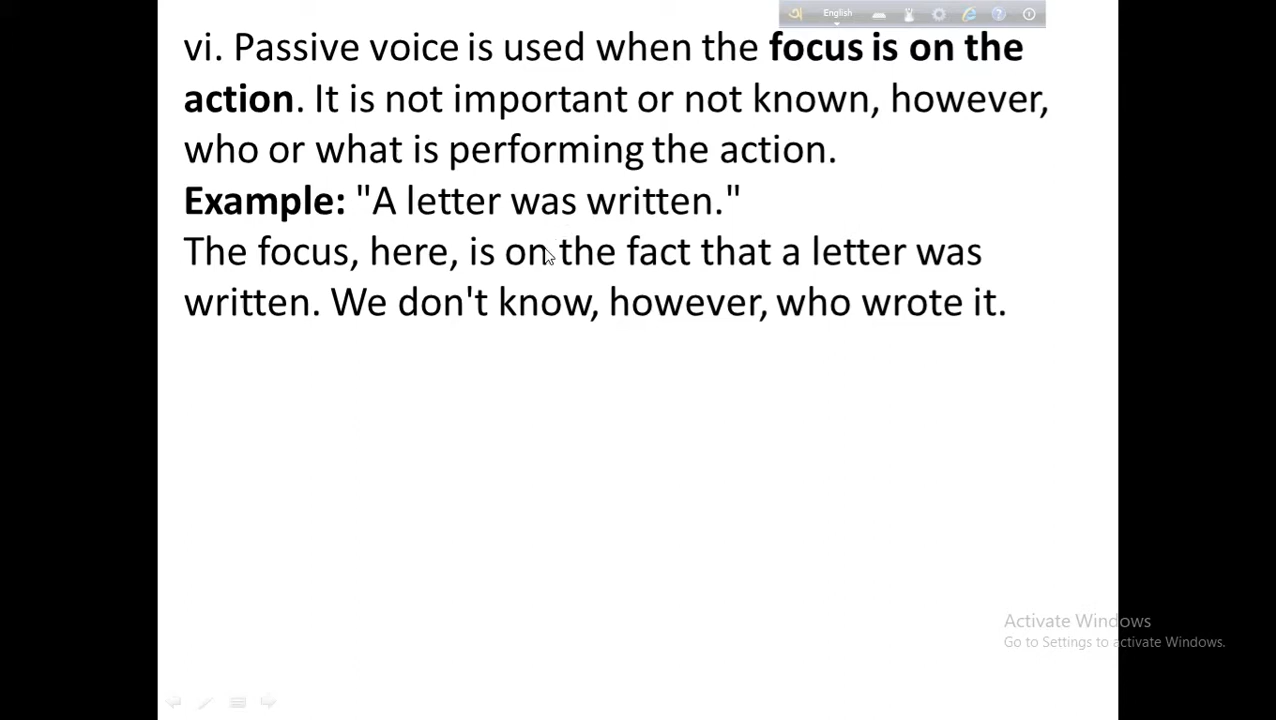 English
vi. Passive voice is used when the focus is on the
action. It is not important or not known, however,
who or what is performing the action.
Example: "A letter was written."
The focus, here, is on the fact that a letter was
written. We don't know, however, who wrote it.
Activate Windows
Go to Settings to activate Windows.